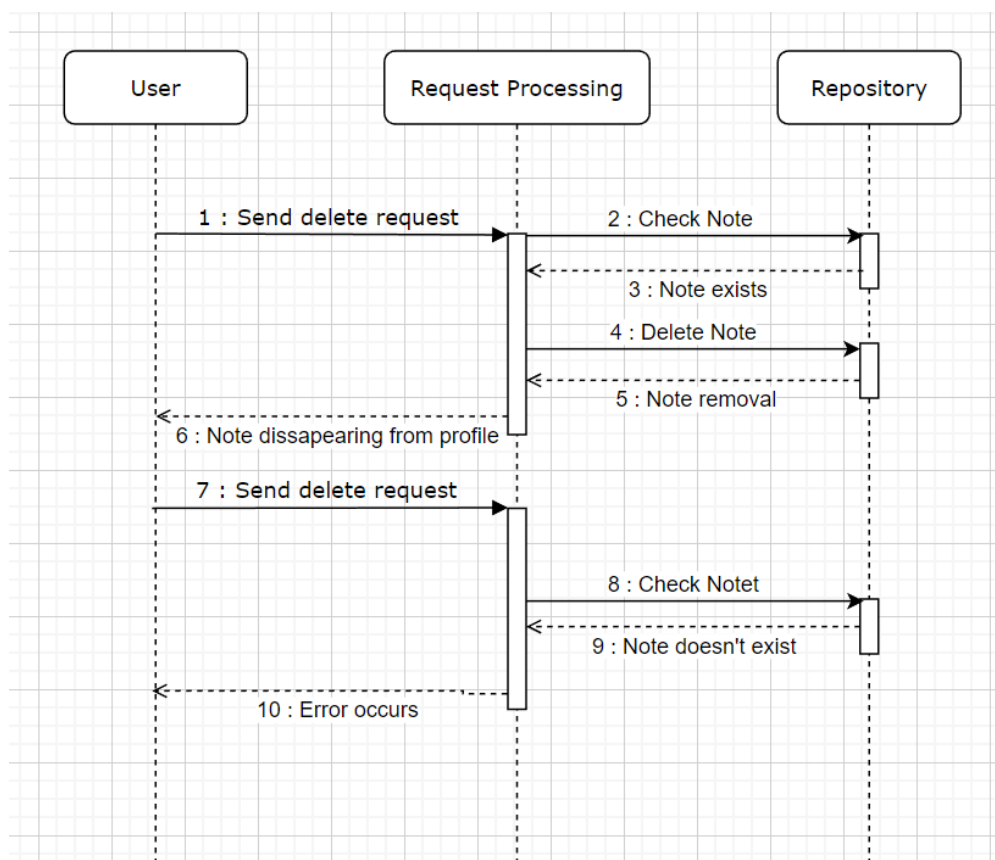 User
Request Processing
Repository
1 : Send delete request
2 : Check Note
3 : Note exists
4 : Delete Note
5 : Note removal
6 : Note dissapearing from profile
7 : Send delete request
8 : Check Notet
9 : Note doesn't exist
10 : Error occurs